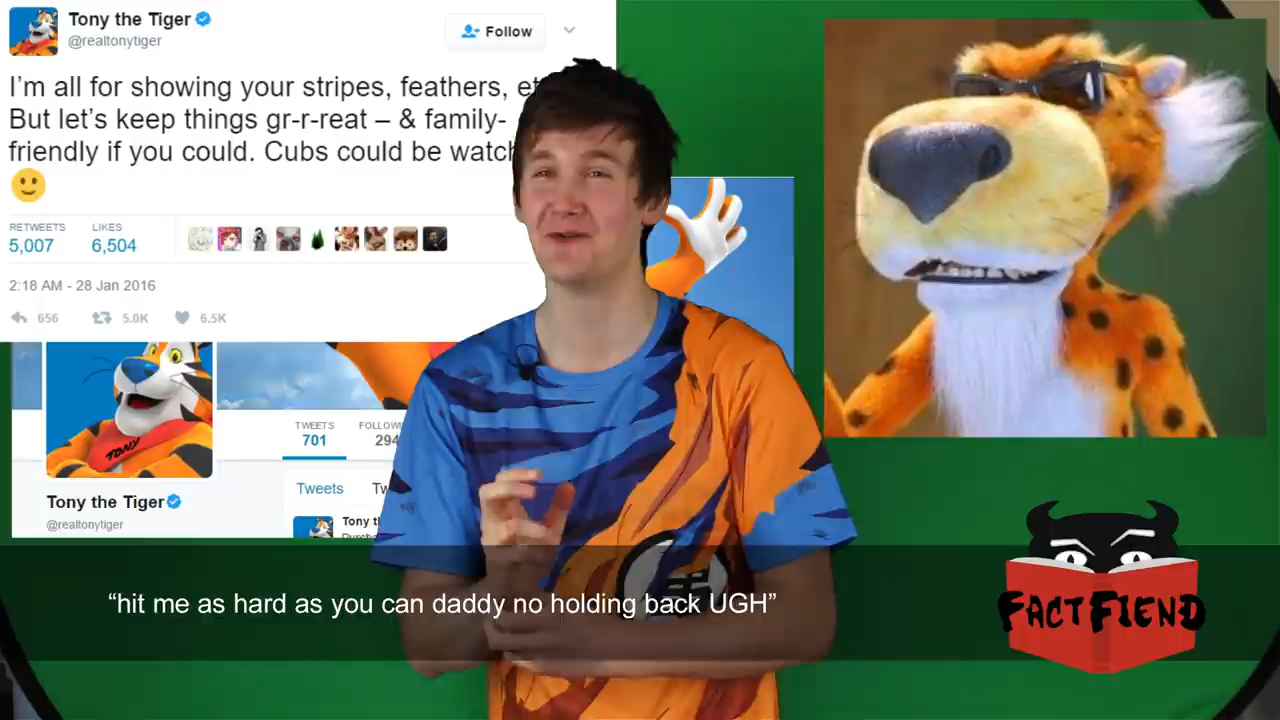 Tony the Tiger
@realtonytiger
Follow
I'm all for showing your stripes, feathers,
But let's keep things gr-r-reat – & family-
friendly if you could. Cubs could be
RETWEETS LIKES
5,007 6,504
2:18 AM - 28 Jan 2016
656 5.0K 6.5K
TONY
TWEETS
701 294
Tweets
Tony the Tiger
@realtonytiger
Tony
"hit me as hard as you can daddy no holding back UGH"
FACT FIEND